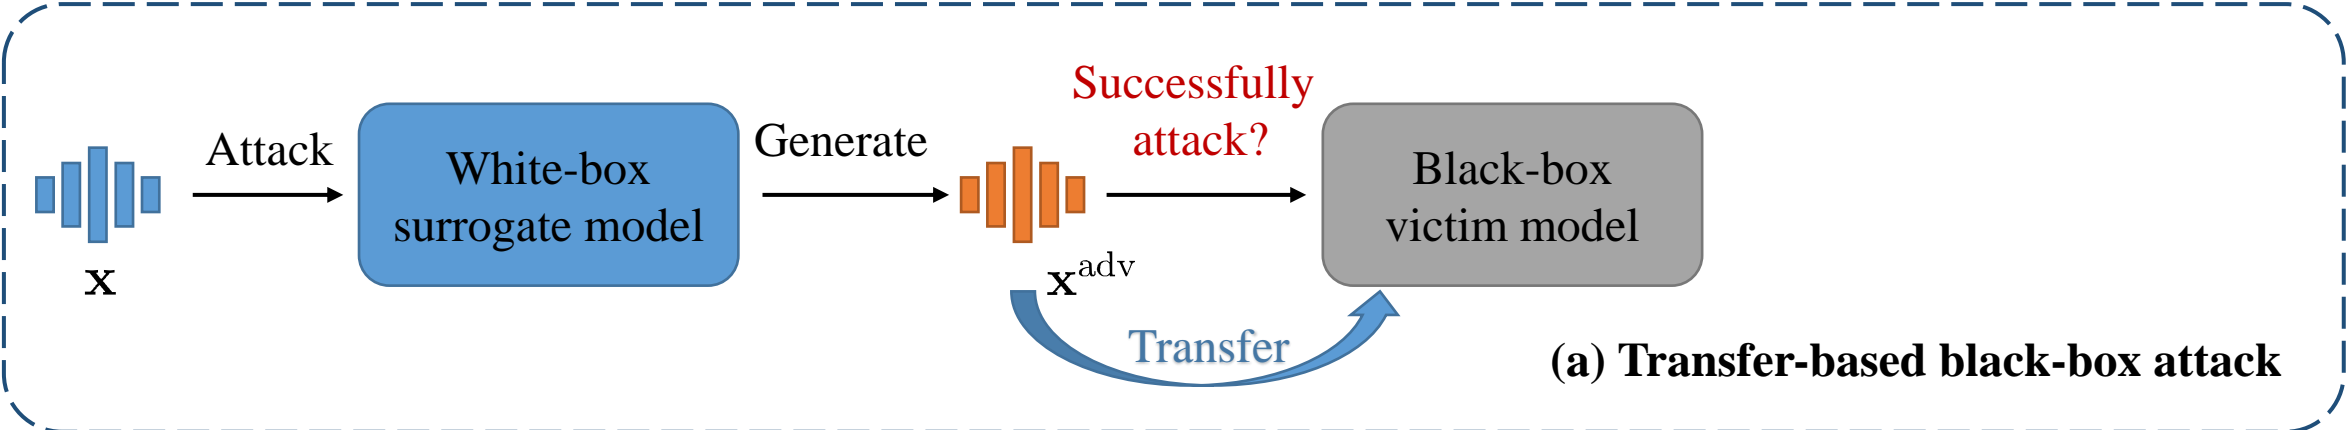 Attack
White-box
surrogate model
Generate
Successfully
attack?
Black-box
victim model
x
x^adv
Transfer
(a) Transfer-based black-box attack